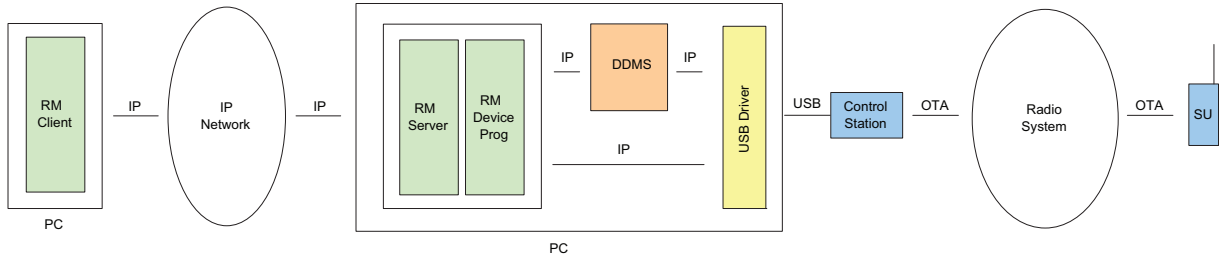 RM
Client
PC
IP
IP
Network
IP
RM
Server
RM
Device
Prog
IP
DDMS
IP
IP
USB Driver
PC
USB
Control
Station
OTA
Radio
System
OTA
SU